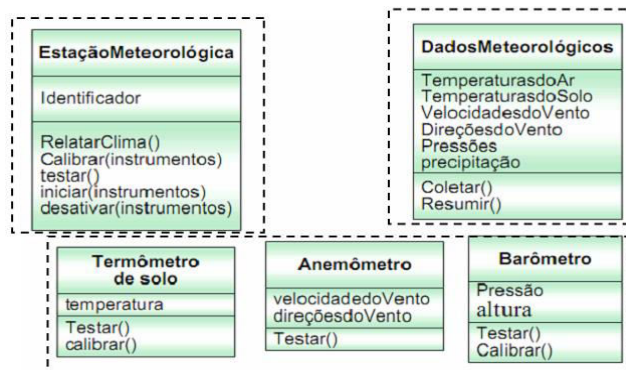 EstaçãoMeteorológica
Identificador
RelatarClima()
Calibrar(instrumentos)
testar()
iniciar(instrumentos)
desativar(instrumentos)
DadosMeteorológicos
TemperaturasdoAr
TemperaturasdoSolo
VelocidadesdoVento
DireçõesdoVento
Pressões
precipitação
Coletar()
Resumir()
Termômetro
de solo
temperatura
Testar()
calibrar()
Anemômetro
velocidadedoVento
direçõesdoVento
Testar()
Barômetro
Pressão
altura
Testar()
Calibrar()